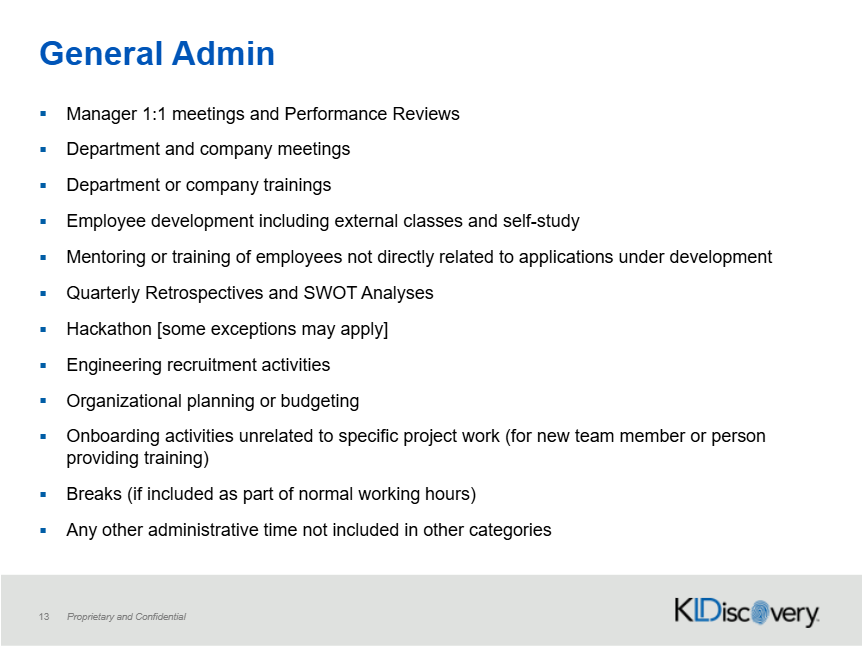 General Admin
▪ Manager 1:1 meetings and Performance Reviews
▪ Department and company meetings
▪ Department or company trainings
▪ Employee development including external classes and self-study
▪ Mentoring or training of employees not directly related to applications under development
▪ Quarterly Retrospectives and SWOT Analyses
▪ Hackathon [some exceptions may apply]
▪ Engineering recruitment activities
▪ Organizational planning or budgeting
▪ Onboarding activities unrelated to specific project work (for new team member or person
providing training)
▪ Breaks (if included as part of normal working hours)
▪ Any other administrative time not included in other categories
13 Proprietary and Confidential
KLDiscovery